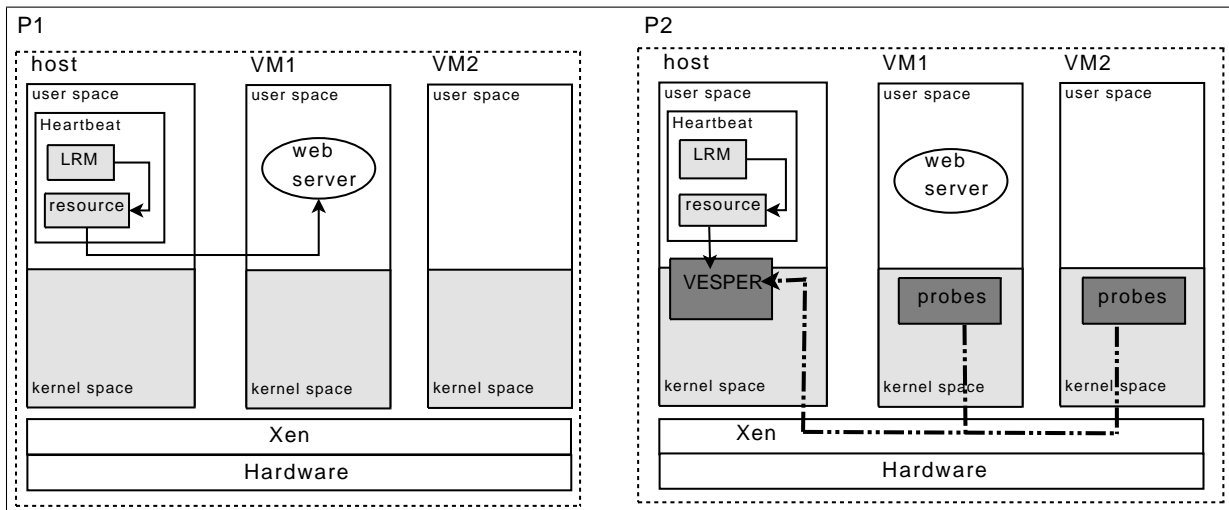 P1
host
VM1
VM2
user space
user space
user space
Heartbeat
LRM
resource
web
server
kernel space
kernel space
kernel space
Xen
Hardware
P2
host
VM1
VM2
user space
user space
user space
Heartbeat
LRM
resource
web
server
VESPER
probes
probes
kernel space
kernel space
kernel space
Xen
Hardware